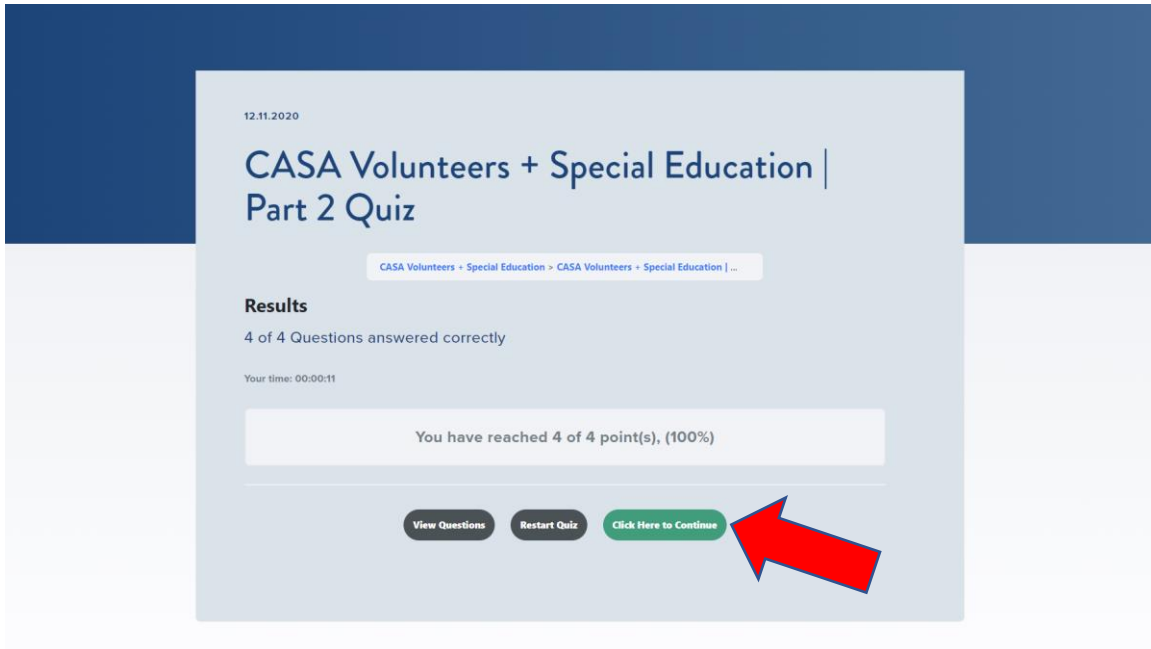 12.11.2020
CASA Volunteers + Special Education |
Part 2 Quiz
CASA Volunteers + Special Education > CASA Volunteers + Special Education | ...
Results
4 of 4 Questions answered correctly
Your time: 00:00:11
You have reached 4 of 4 point(s), (100%)
View Questions Restart Quiz Click Here to Continue